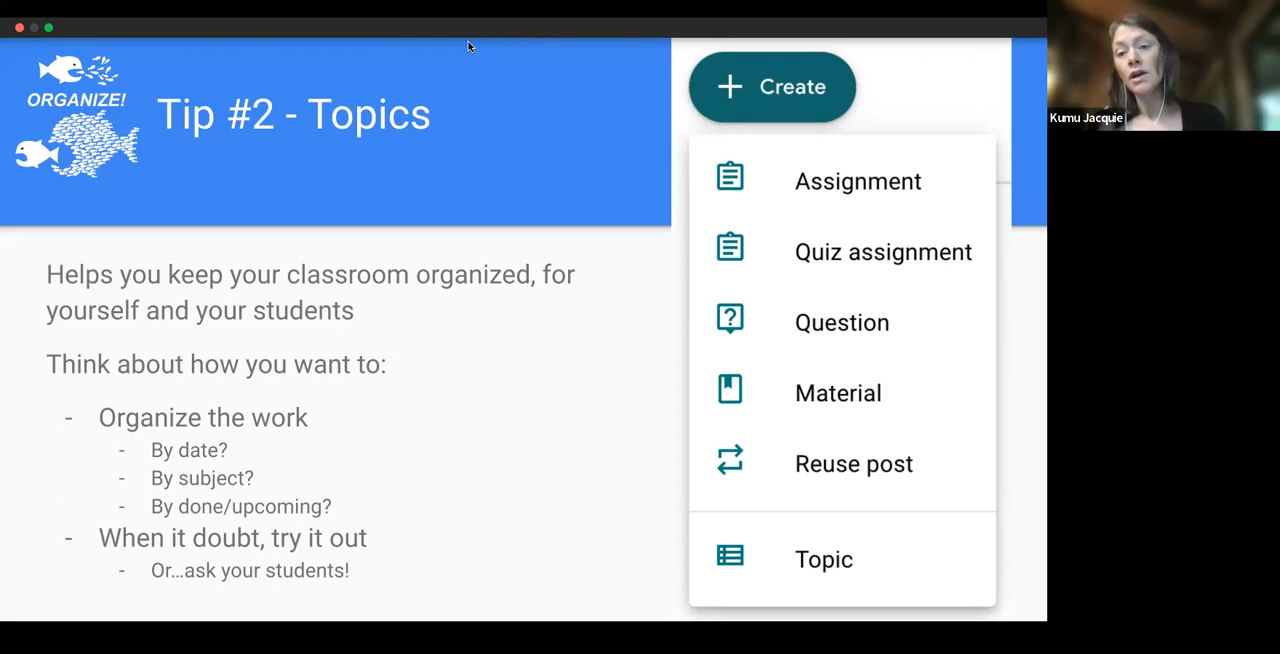 ORGANIZE!
Tip #2 - Topics
Helps you keep your classroom organized, for
yourself and your students
Think about how you want to:
- Organize the work
- By date?
- By subject?
- By done/upcoming?
- When it doubt, try it out
- Or...ask your students!
+ Create
Assignment
Quiz assignment
Question
Material
Reuse post
Topic
Kumu Jacquie